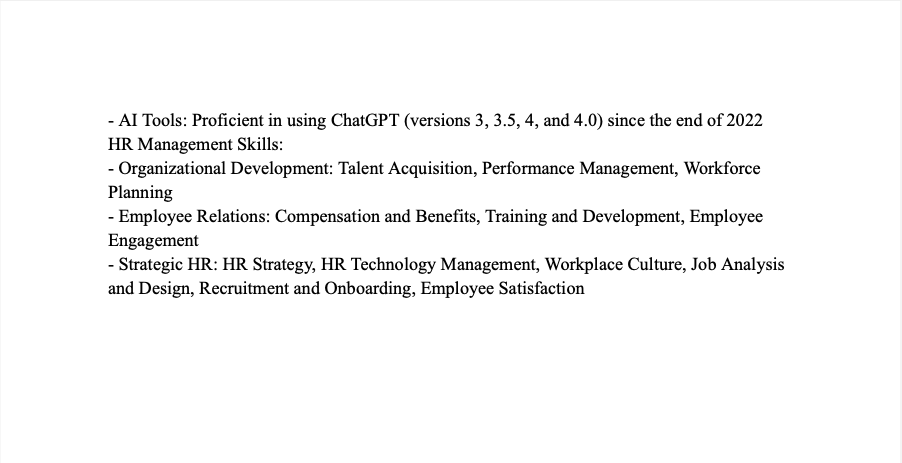 - AI Tools: Proficient in using ChatGPT (versions 3, 3.5, 4, and 4.0) since the end of 2022
HR Management Skills:
- Organizational Development: Talent Acquisition, Performance Management, Workforce
Planning
- Employee Relations: Compensation and Benefits, Training and Development, Employee
Engagement
- Strategic HR: HR Strategy, HR Technology Management, Workplace Culture, Job Analysis
and Design, Recruitment and Onboarding, Employee Satisfaction